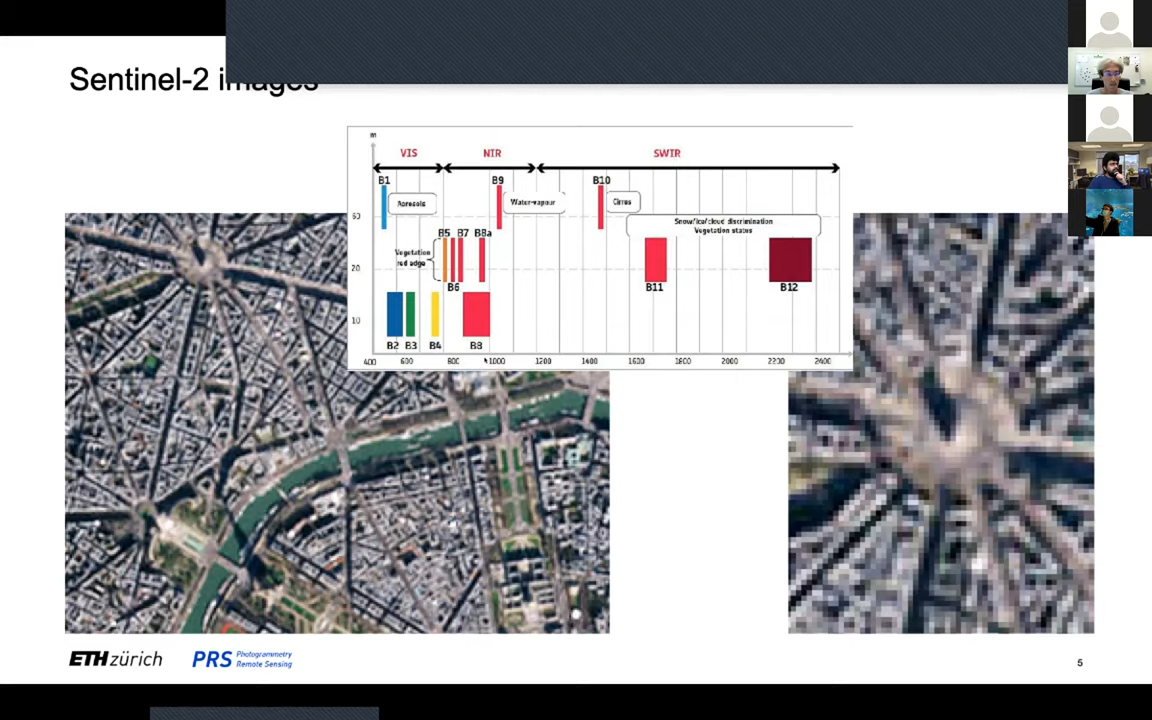 Sentinel-2 images
m
VIS NIR SWIR
B1 B9 B10
Aerosols Water-vapour Cirrus
60
Snow/ice/cloud discrimination
Vegetation status
B5 B7 B8a
Vegetation
red edge
20
B6 B11 B12
10
B2 B3 B4 B8
400 600 800 1000 1200 1400 1600 1800 2000 2200 2400
ETH zürich PRS Photogrammetry
Remote Sensing
5